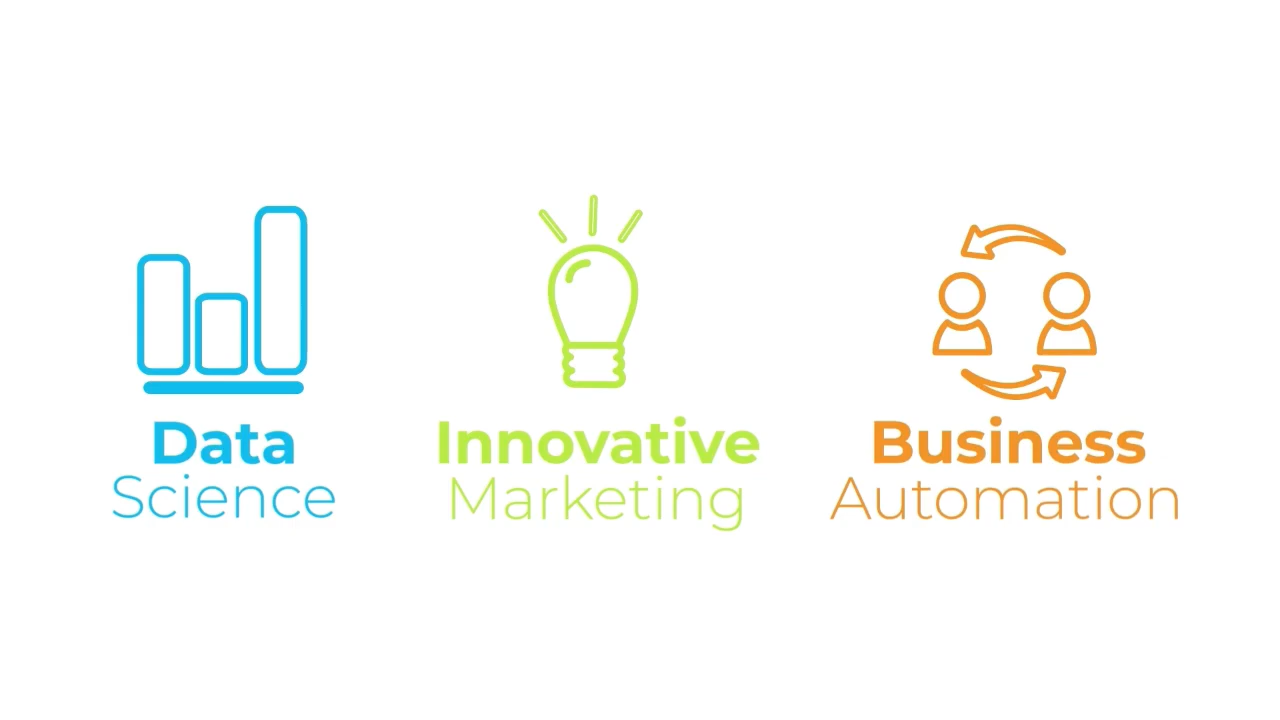 Data
Science
Innovative
Marketing
Business
Automation